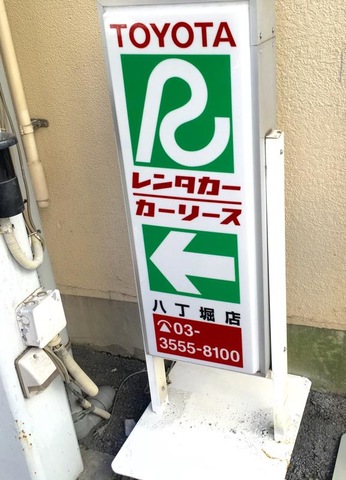 TOYOTA
R
レンタカー
カーリース
八丁堀店
☎03-
3555-8100